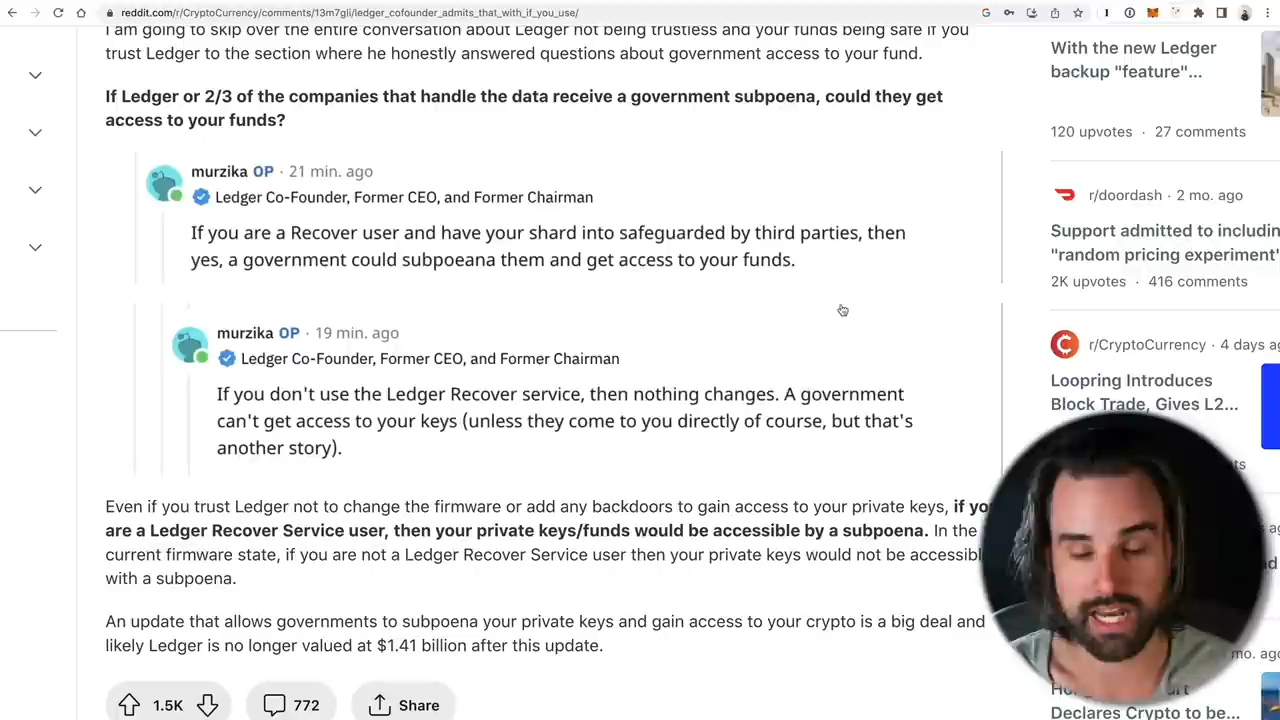 reddit.com/r/CryptoCurrency/comments/13m7gli/ledger_cofounder_admits_that_with_if_you_use/
I am going to skip over the entire conversation about Ledger not being trustless and your funds being safe if you
trust Ledger to the section where he honestly answered questions about government access to your fund.
If Ledger or 2/3 of the companies that handle the data receive a government subpoena, could they get
access to your funds?
murzika OP · 21 min. ago
Ledger Co-Founder, Former CEO, and Former Chairman
If you are a Recover user and have your shard into safeguarded by third parties, then
yes, a government could subpoeana them and get access to your funds.
murzika OP · 19 min. ago
Ledger Co-Founder, Former CEO, and Former Chairman
If you don't use the Ledger Recover service, then nothing changes. A government
can't get access to your keys (unless they come to you directly of course, but that's
another story).
Even if you trust Ledger not to change the firmware or add any backdoors to gain access to your private keys, if yo
are a Ledger Recover Service user, then your private keys/funds would be accessible by a subpoena. In the
current firmware state, if you are not a Ledger Recover Service user then your private keys would not be accessibl
with a subpoena.
An update that allows governments to subpoena your private keys and gain access to your crypto is a big deal and
likely Ledger is no longer valued at $1.41 billion after this update.
1.5K
772
Share
With the new Ledger
backup "feature"...
120 upvotes · 27 comments
r/doordash · 2 mo. ago
Support admitted to includin
"random pricing experiment"
2K upvotes · 416 comments
r/CryptoCurrency · 4 days a
Loopring Introduces
Block Trade, Gives L2...
mo. ago
Declares Crypto to be...